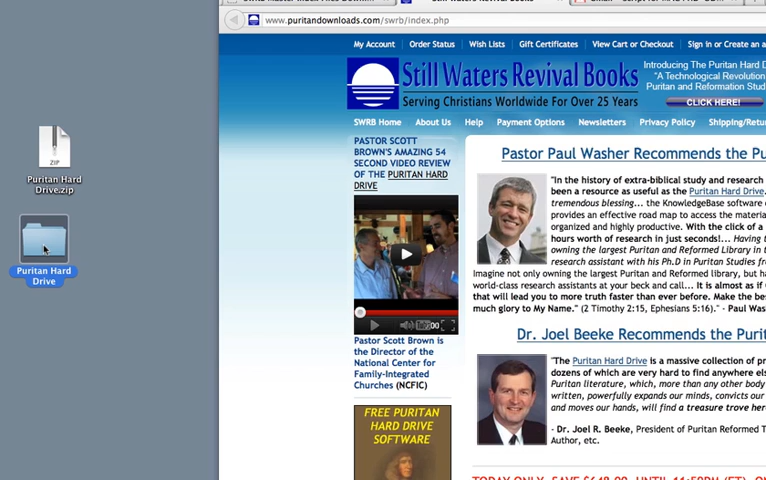 www.puritandownloads.com/swrb/index.php
My Account Order Status Wish Lists Gift Certificates View Cart or Checkout Sign in or Create an
Still Waters Revival Books
Serving Christians Worldwide For Over 25 Years
Introducing The Puritan Hard
"A Technological Revolution
Puritan and Reformation
CLICK HERE!
SWRB Home About Us Help Payment Options Newsletters Privacy Policy
ZIP
Puritan Hard
Drive.zip
Puritan Hard
Drive
PASTOR SCOTT
BROWN'S AMAZING 54
SECOND VIDEO REVIEW
OF THE PURITAN HARD
DRIVE
Pastor Scott Brown is
the Director of the
National Center for
Family-Integrated
Churches (NCFIC)
FREE PURITAN
HARD DRIVE
SOFTWARE
Pastor Paul Washer Recommends the
"In the history of extra-biblical study and research
been a resource as useful as the Puritan Hard Drive.
tremendous blessing... the KnowledgeBase software
provides an effective road map to access the
organized and highly productive. With the click of a
hours worth of research in just seconds!... Having
owning the largest Puritan and Reformed Library in
research assistant with his Ph.D in Puritan Studies
Imagine not only owning the largest Puritan and Reformed library, but
world-class research assistants at your beck and call... It is almost as if
that will lead you to more truth faster than ever before. Make the
much glory to My Name." (2 Timothy 2:15, Ephesians 5:16)." - Paul
Dr. Joel Beeke Recommends the
"The Puritan Hard Drive is a massive collection of
dozens of which are very hard to find anywhere
Puritan literature, which, more than any other body
written, powerfully expands our minds, convicts our
and moves our hands, will find a treasure trove
- Dr. Joel R. Beeke, President of Puritan Reformed
Author, etc.